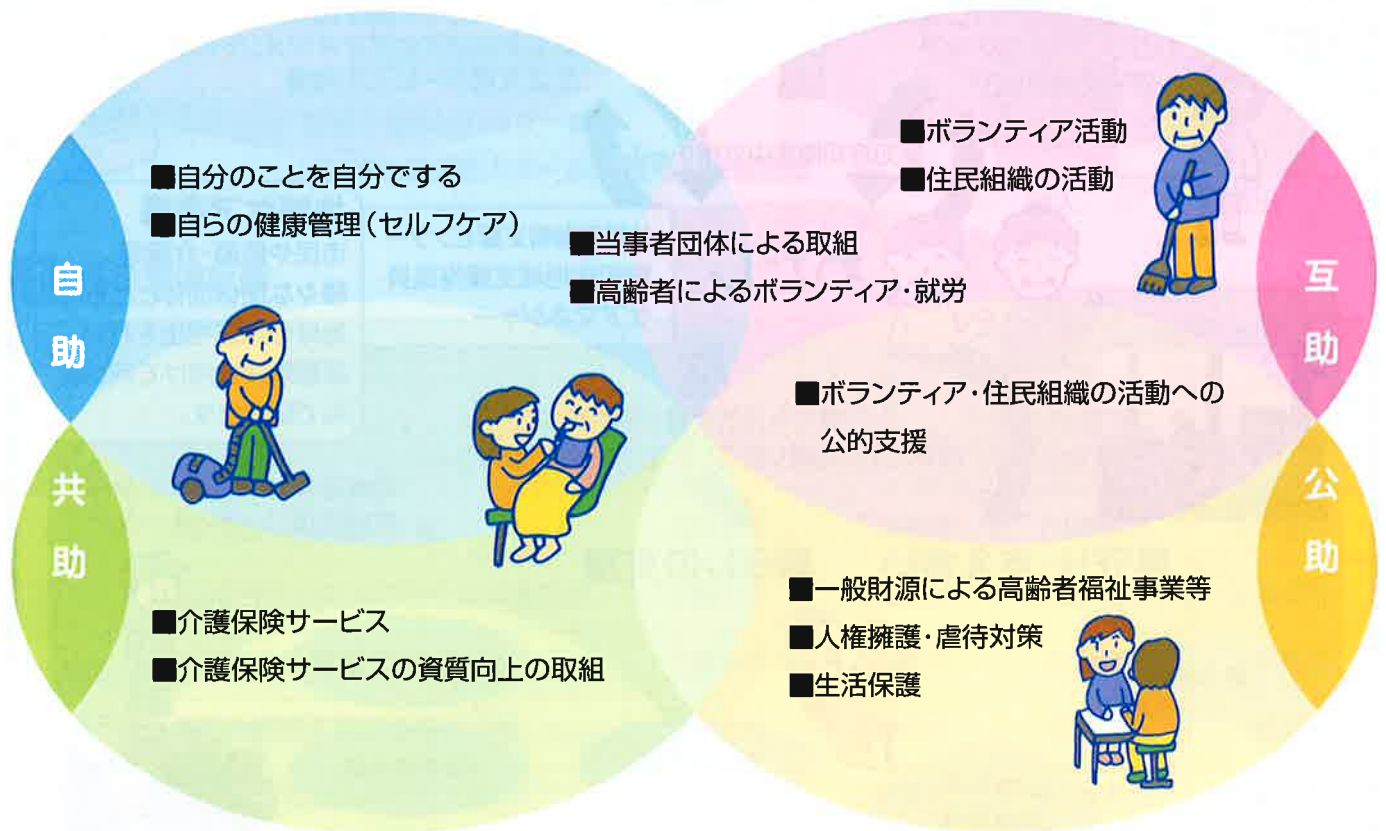 自助
■自分のことを自分でする
■自らの健康管理（セルフケア）
■当事者団体による取組
■高齢者によるボランティア・就労
■ボランティア活動
■住民組織の活動
互助
■ボランティア・住民組織の活動への
公的支援
共助
■介護保険サービス
■介護保険サービスの資質向上の取組
公助
■一般財源による高齢者福祉事業等
■人権擁護・虐待対策
■生活保護